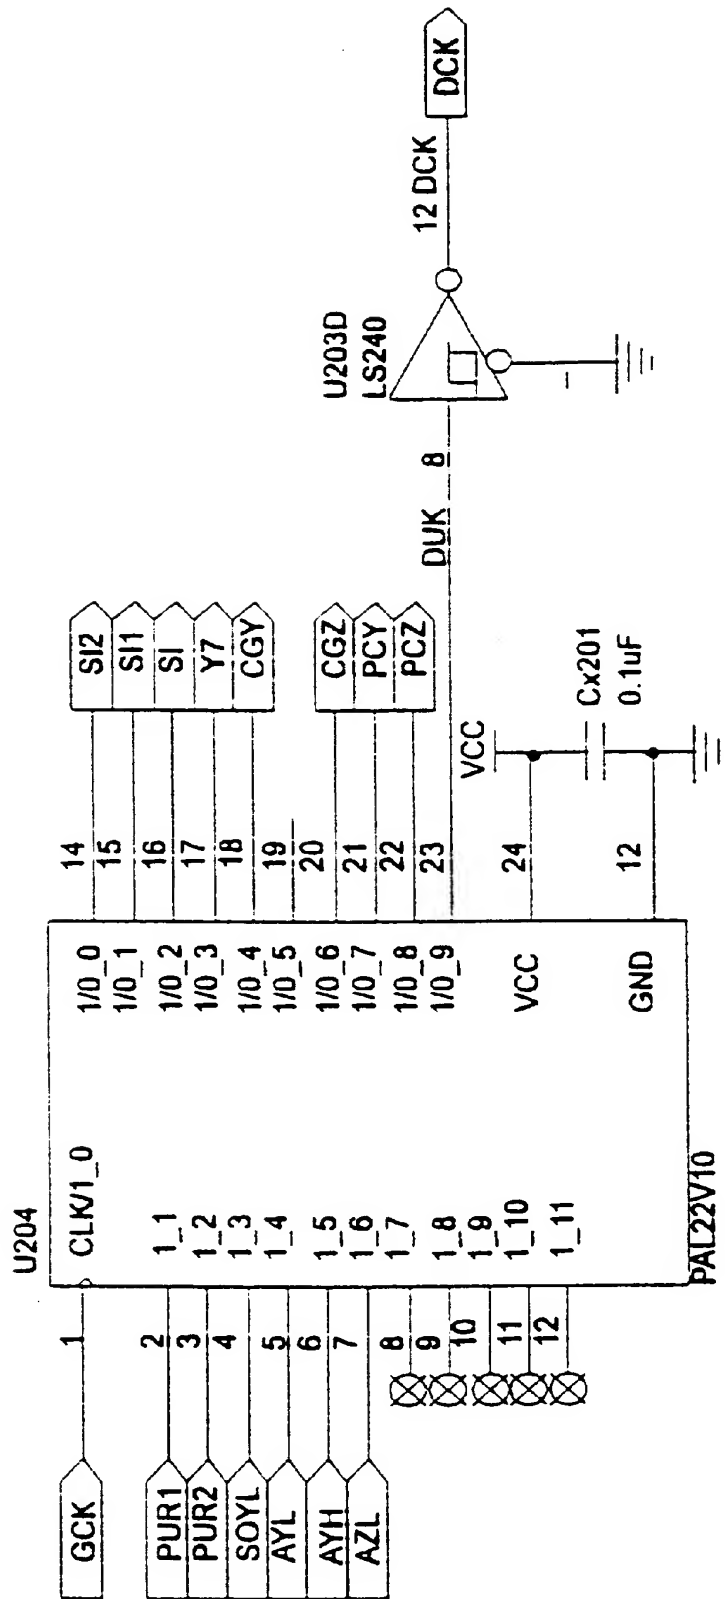 U204
GCK
1
CLK/1_0
PUR1
2
1_1
PUR2
3
1_2
SOYL
4
1_3
AYL
5
1_4
AYH
6
1_5
AZL
7
1_6
8
1_7
9
1_8
10
1_9
11
1_10
12
1_11
PAL22V10
1/0_0
14
SI2
1/0_1
15
SI1
1/0_2
16
SI
1/0_3
17
Y7
1/0_4
18
CGY
1/0_5
19
1/0_6
20
CGZ
1/0_7
21
PCY
1/0_8
22
PCZ
1/0_9
23
DUK
8
VCC
24
VCC
GND
12
Cx201
0.1uF
U203D
LS240
12 DCK
DCK